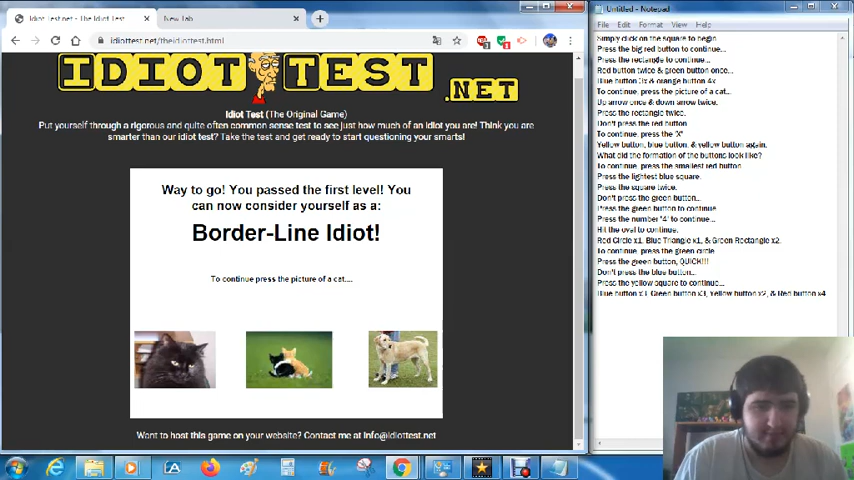 Idiot Test.net - The Idiot Test
New Tab
idiottest.net/theidiottest.html
IDIOT TEST
.NET
Idiot Test (The Original Game)
Put yourself through a rigorous and quite often common sense test to see just how much of an idiot you are! Think you are
smarter than our idiot test? Take the test and get ready to start questioning your smarts!
Way to go! You passed the first level! You
can now consider yourself as a:
Border-Line Idiot!
To continue press the picture of a cat....
Want to host this game on your website? Contact me at info@idiottest.net
Untitled - Notepad
File Edit Format View Help
Simply click on the square to begin.
Press the big red button to continue...
Press the rectangle to continue...
Red button twice & green button once...
Blue button 3x & orange button 4x
To continue, press the picture of a cat...
Up arrow once & down arrow twice.
Press the rectangle twice.
Don't press the red button.
To continue, press the 'X'
Yellow button, blue button, & yellow button again.
What did the formation of the buttons look like?
To continue, press the smallest red button.
Press the lightest blue square.
Press the square twice.
Don't press the green button...
Press the green button to continue.
Press the number '4' to continue...
Hit the oval to continue.
Red Circle x1, Blue Triangle x1, & Green Rectangle x2.
To continue, press the green circle.
Press the green button, QUICK!!!
Don't press the blue button...
Press the yellow square to continue...
Blue button x3, Green button x3, Yellow button x2, & Red button x4.